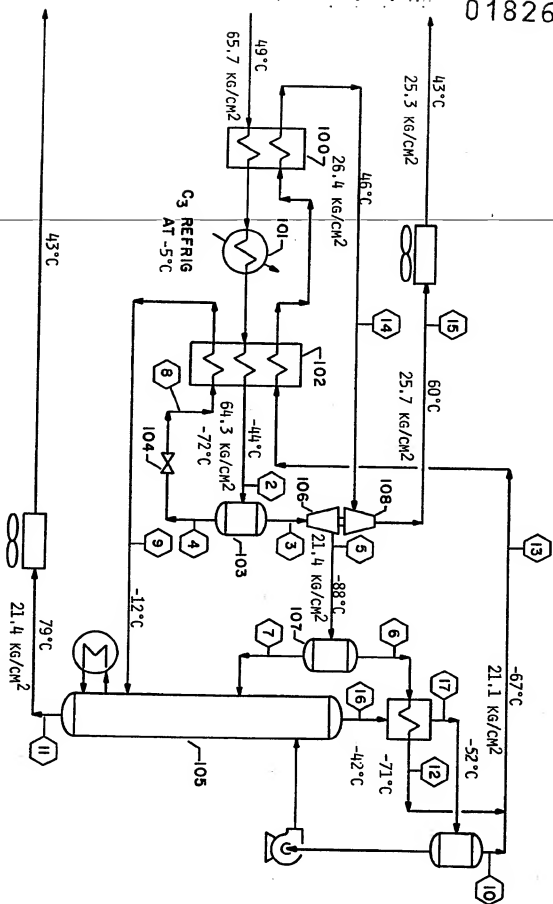 01826
49°C
65.7 KG/CM2
100
46°C
26.4 KG/CM2
43°C
25.3 KG/CM2
60°C
25.7 KG/CM2
15
14
C3 REFRIG
AT -5°C
101
102
-44°C
64.3 KG/CM2
-72°C
8
104
2
103
4
3
106
108
5
21.4 KG/CM2
-88°C
13
-67°C
21.1 KG/CM2
9
-12°C
107
7
6
16
17
-52°C
12
-71°C
-42°C
105
10
43°C
79°C
21.4 KG/CM2
11